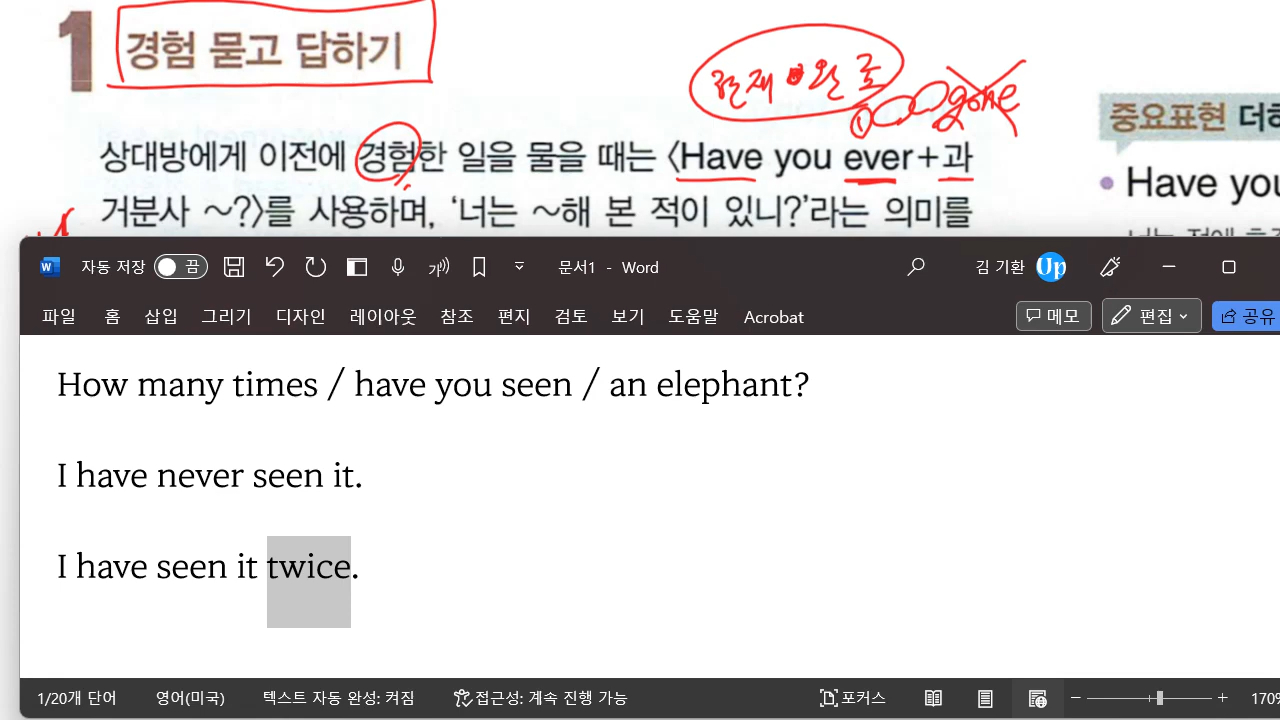 1 경험 묻고 답하기
현재 완료
gone
중요표현 더하
상대방에게 이전에 경험한 일을 물을 때는 〈Have you ever+과
거분사 ~?〉를 사용하며, ‘너는 ~해 본 적이 있니?’라는 의미를
• Have you
자동 저장 끔 문서1 - Word 김 기환 Up
파일 홈 삽입 그리기 디자인 레이아웃 참조 편지 검토 보기 도움말 Acrobat 메모 편집 공유
How many times / have you seen / an elephant?
I have never seen it.
I have seen it twice.
1/20개 단어 영어(미국) 텍스트 자동 완성: 켜짐 접근성: 계속 진행 가능 포커스 170%